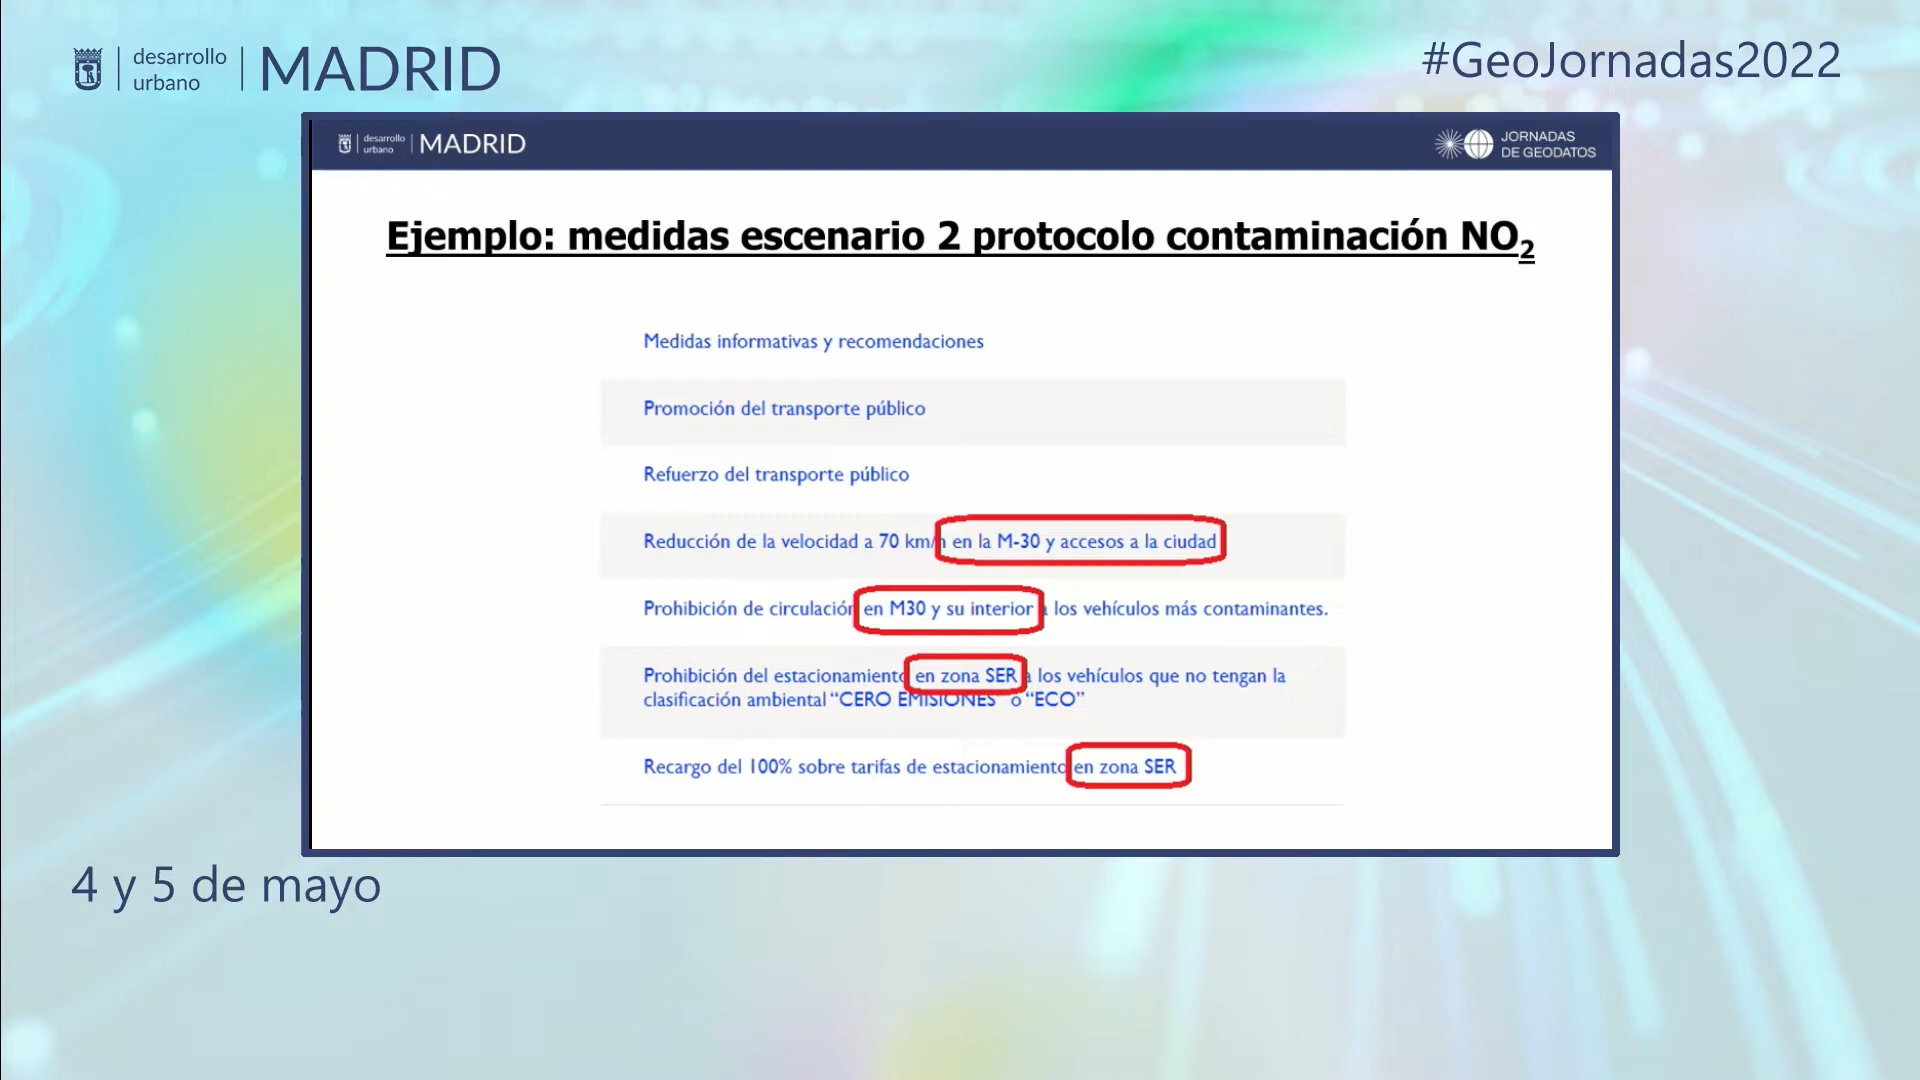 desarrollo
urbano
MADRID
#GeoJornadas2022
desarrollo
urbano
MADRID
JORNADAS
DE GEODATOS
Ejemplo: medidas escenario 2 protocolo contaminación NO₂
Medidas informativas y recomendaciones
Promoción del transporte público
Refuerzo del transporte público
Reducción de la velocidad a 70 km/h en la M-30 y accesos a la ciudad
Prohibición de circulación en M30 y su interior a los vehículos más contaminantes.
Prohibición del estacionamiento en zona SER a los vehículos que no tengan la
clasificación ambiental “CERO EMISIONES” o “ECO”
Recargo del 100% sobre tarifas de estacionamiento en zona SER
4 y 5 de mayo